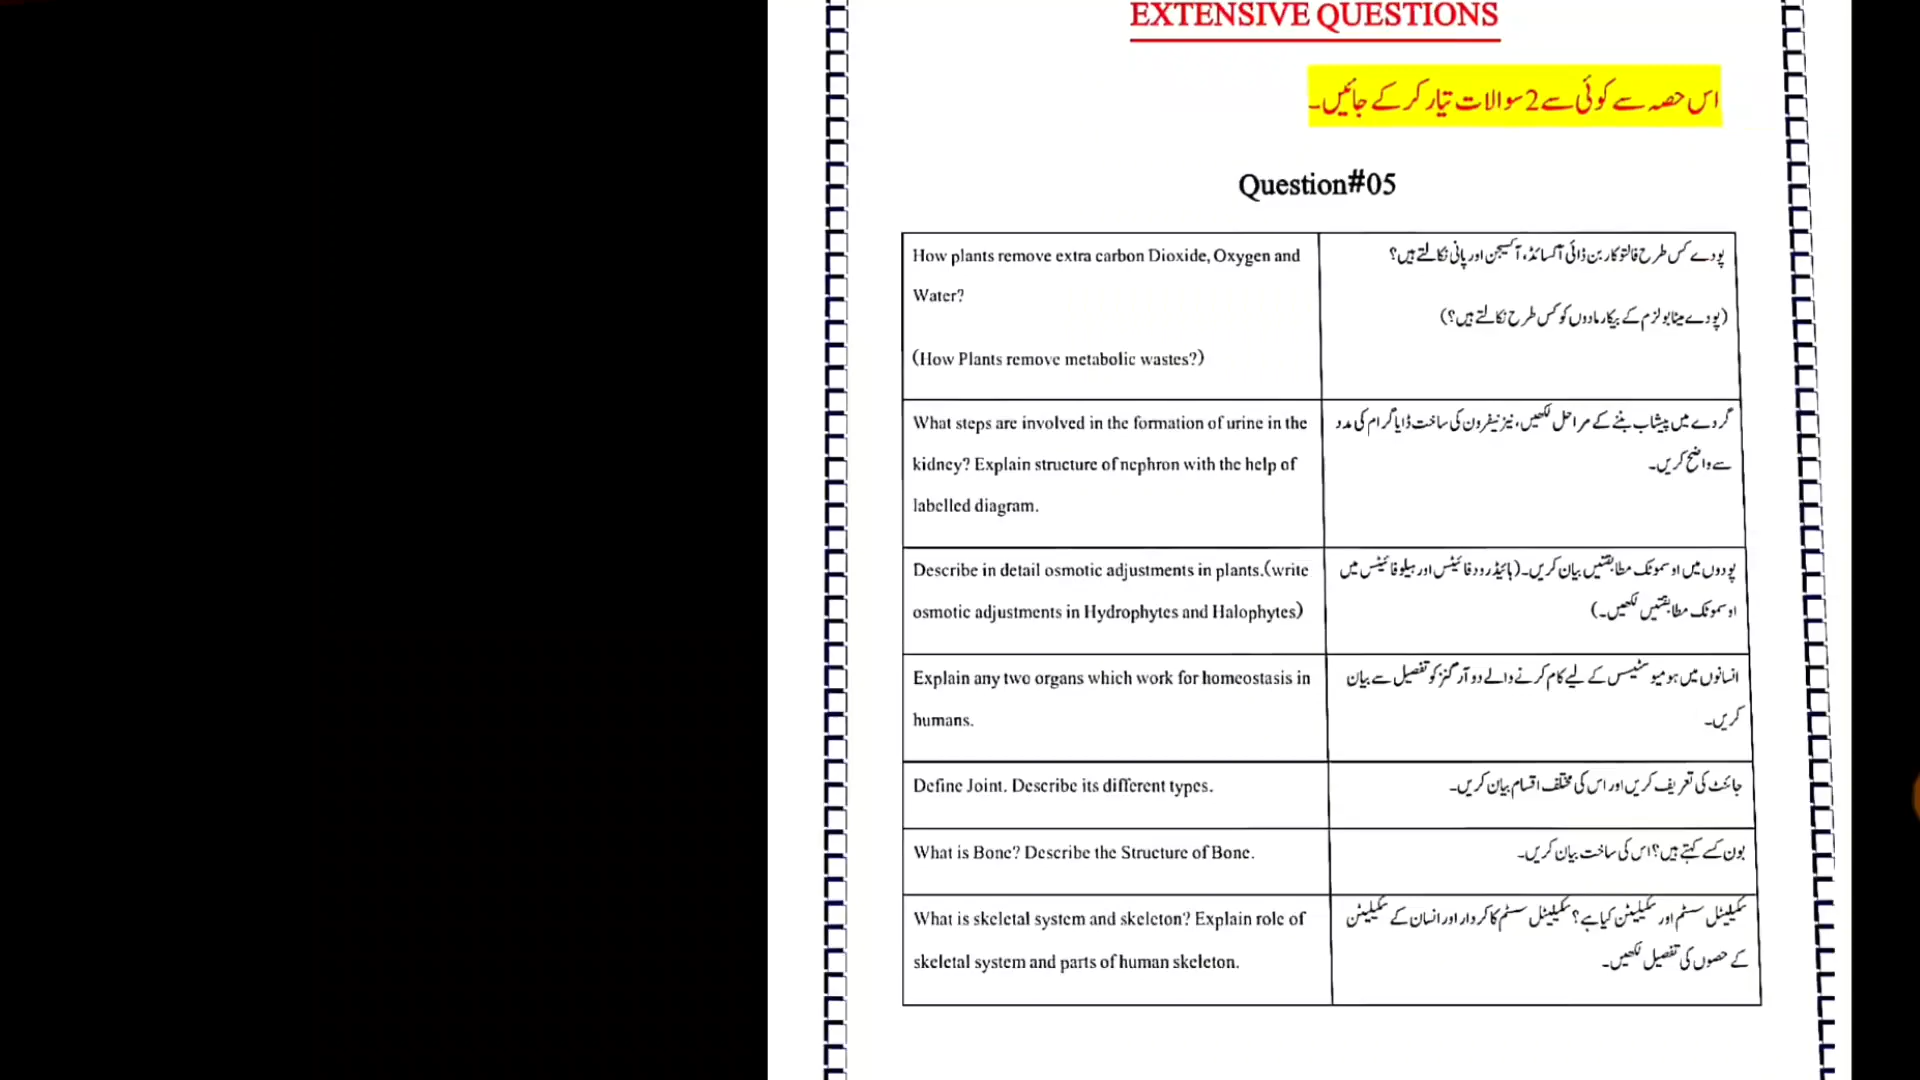 EXTENSIVE QUESTIONS
اس حصہ سے کوئی سے 2 سوالات تیار کر کے جائیں۔
Question#05
How plants remove extra carbon Dioxide, Oxygen and
Water?
(How Plants remove metabolic wastes?)
پودے کس طرح فالتو کاربن ڈائی آکسائڈ، آکسیجن اور پانی نکالتے ہیں؟
(پودے میٹابولزم کے بیکار مادوں کو کس طرح نکالتے ہیں؟)
What steps are involved in the formation of urine in the
kidney? Explain structure of nephron with the help of
labelled diagram.
گردے میں پیشاب بننے کے مراحل لکھیں، نیز نیفرون کی ساخت ڈایاگرام کی مدد
سے واضح کریں۔
Describe in detail osmotic adjustments in plants.(write
osmotic adjustments in Hydrophytes and Halophytes)
پودوں میں اوسموٹک مطابقتیں بیان کریں۔(ہائیڈروفائیٹس اور ہیلوفائیٹس میں
اوسموٹک مطابقتیں لکھیں۔)
Explain any two organs which work for homeostasis in
humans.
انسانوں میں ہومیوسٹیسس کے لیے کام کرنے والے دو آرگنز کو تفصیل سے بیان
کریں۔
Define Joint. Describe its different types.
جائنٹ کی تعریف کریں اور اس کی مختلف اقسام بیان کریں۔
What is Bone? Describe the Structure of Bone.
بون کسے کہتے ہیں؟ اس کی ساخت بیان کریں۔
What is skeletal system and skeleton? Explain role of
skeletal system and parts of human skeleton.
سکیلیٹل سسٹم اور سکیلیٹن کیا ہے؟ سکیلیٹل سسٹم کا کردار اور انسان کے سکیلیٹن
کے حصوں کی تفصیل لکھیں۔